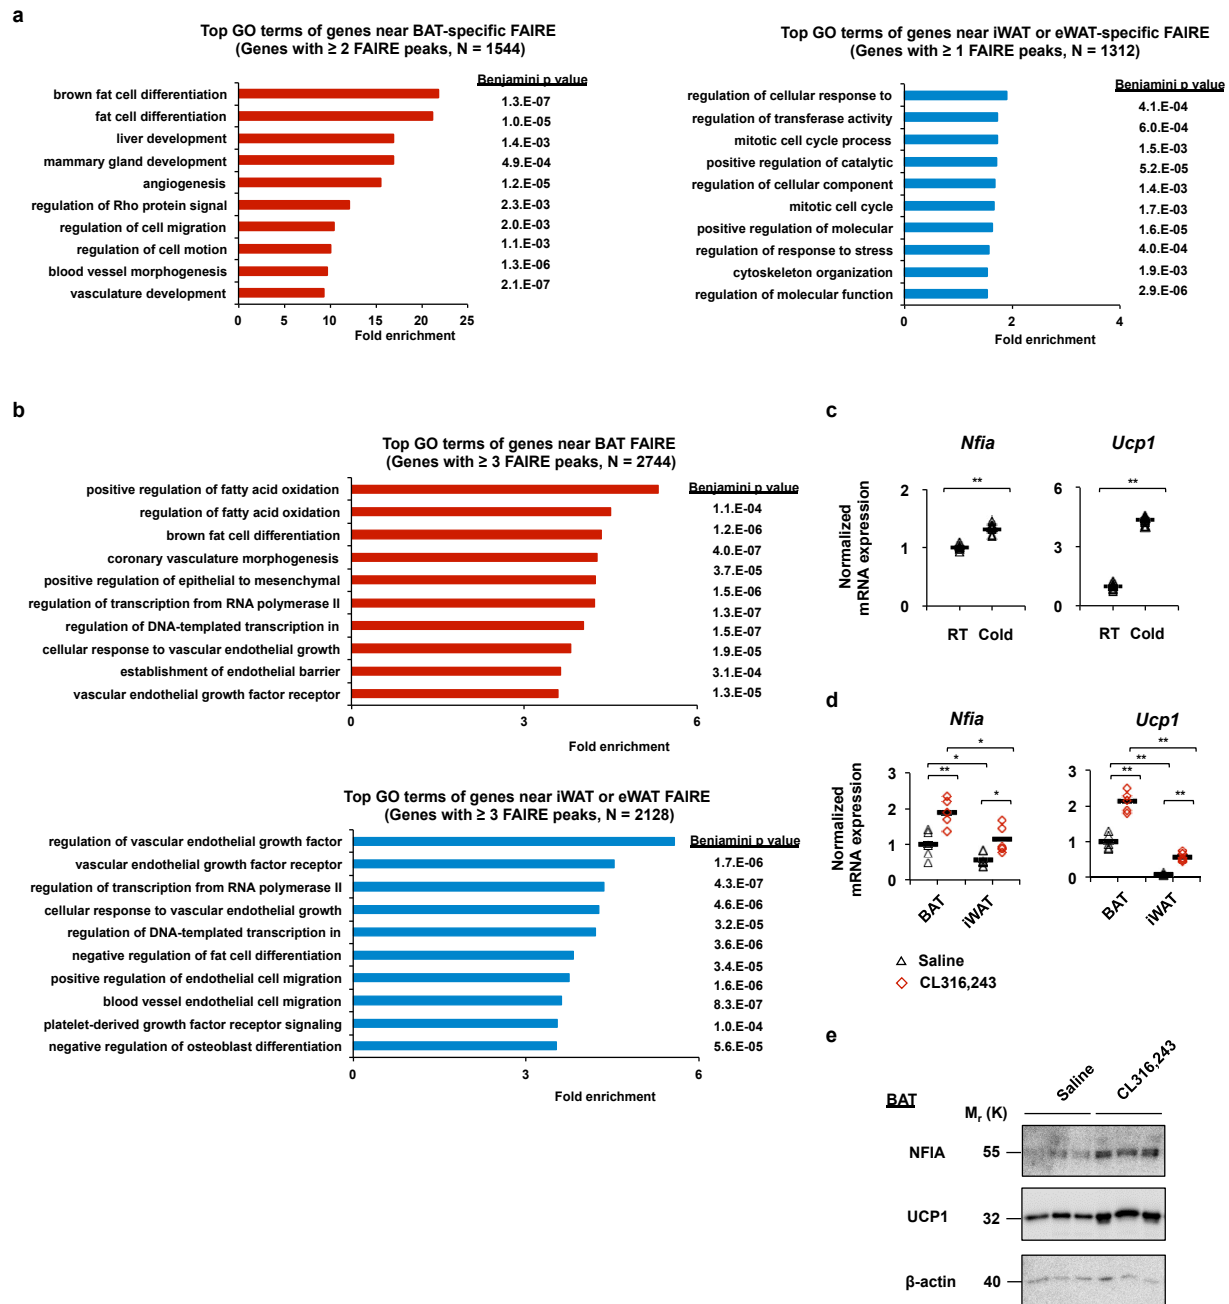 a
Top GO terms of genes near BAT-specific FAIRE
(Genes with ≥ 2 FAIRE peaks, N = 1544)
Benjamini p value
brown fat cell differentiation
1.3.E-07
fat cell differentiation
1.0.E-05
liver development
1.4.E-03
mammary gland development
4.9.E-04
angiogenesis
1.2.E-05
regulation of Rho protein signal
2.3.E-03
regulation of cell migration
2.0.E-03
regulation of cell motion
1.1.E-03
blood vessel morphogenesis
1.3.E-06
vasculature development
2.1.E-07
0 5 10 15 20 25
Fold enrichment
Top GO terms of genes near iWAT or eWAT-specific FAIRE
(Genes with ≥ 1 FAIRE peaks, N = 1312)
Benjamini p value
regulation of cellular response to
4.1.E-04
regulation of transferase activity
6.0.E-04
mitotic cell cycle process
1.5.E-03
positive regulation of catalytic
5.2.E-05
regulation of cellular component
1.4.E-03
mitotic cell cycle
1.7.E-03
positive regulation of molecular
1.6.E-05
regulation of response to stress
4.0.E-04
cytoskeleton organization
1.9.E-03
regulation of molecular function
2.9.E-06
0 2 4
Fold enrichment
b
Top GO terms of genes near BAT FAIRE
(Genes with ≥ 3 FAIRE peaks, N = 2744)
Benjamini p value
positive regulation of fatty acid oxidation
1.1.E-04
regulation of fatty acid oxidation
1.2.E-06
brown fat cell differentiation
4.0.E-07
coronary vasculature morphogenesis
3.7.E-05
positive regulation of epithelial to mesenchymal
1.5.E-06
regulation of transcription from RNA polymerase II
1.3.E-07
regulation of DNA-templated transcription in
1.5.E-07
cellular response to vascular endothelial growth
1.9.E-05
establishment of endothelial barrier
3.1.E-04
vascular endothelial growth factor receptor
1.3.E-05
0 3 6
Fold enrichment
Top GO terms of genes near iWAT or eWAT FAIRE
(Genes with ≥ 3 FAIRE peaks, N = 2128)
Benjamini p value
regulation of vascular endothelial growth factor
1.7.E-06
vascular endothelial growth factor receptor
4.3.E-07
regulation of transcription from RNA polymerase II
4.6.E-06
cellular response to vascular endothelial growth
3.2.E-05
regulation of DNA-templated transcription in
3.6.E-06
negative regulation of fat cell differentiation
3.4.E-05
positive regulation of endothelial cell migration
1.6.E-06
blood vessel endothelial cell migration
8.3.E-07
platelet-derived growth factor receptor signaling
1.0.E-04
negative regulation of osteoblast differentiation
5.6.E-05
0 3 6
Fold enrichment
c
Nfia
Normalized
mRNA expression
2
1
0
**
RT Cold
Ucp1
6
3
0
**
RT Cold
d
Nfia
Normalized
mRNA expression
3
2
1
0
*
*
**
*
BAT iWAT
Ucp1
3
2
1
0
**
**
**
**
BAT iWAT
Saline
CL316,243
e
BAT
Mr (K)
Saline
CL316,243
NFIA 55
UCP1 32
β-actin 40